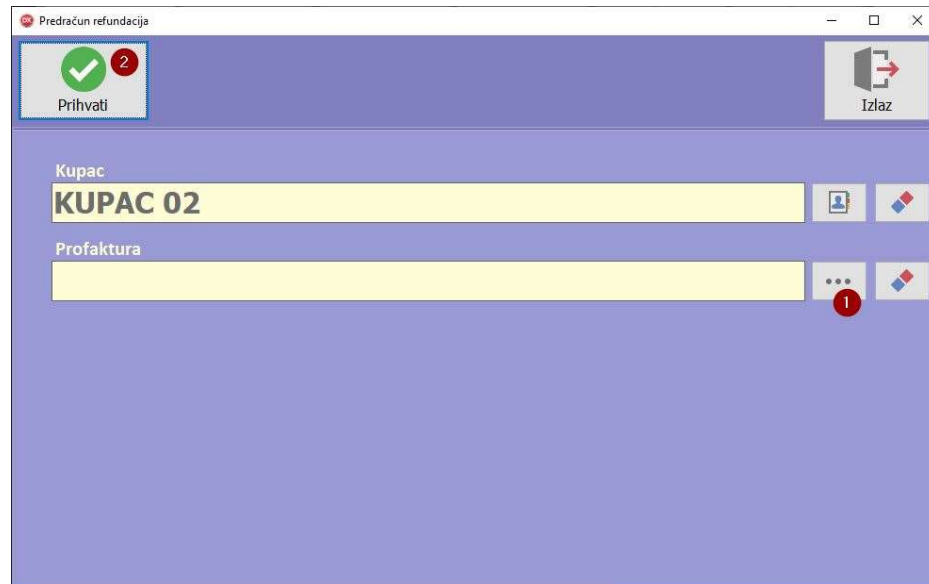 Predračun refundacija
2
Prihvati
Izlaz
Kupac
KUPAC 02
Profaktura
1